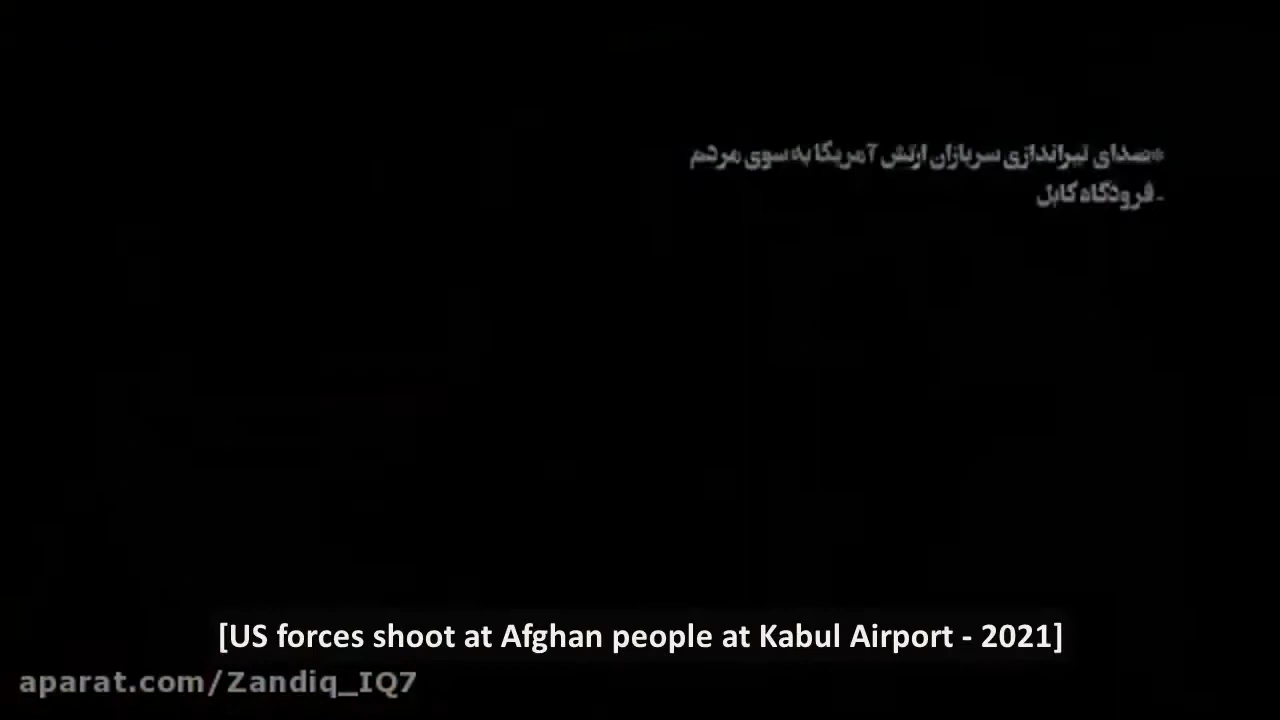 *صدای تیراندازی سربازان ارتش آمریکا به سوی مردم
- فرودگاه کابل
[US forces shoot at Afghan people at Kabul Airport - 2021]
aparat.com/Zandiq_IQ7